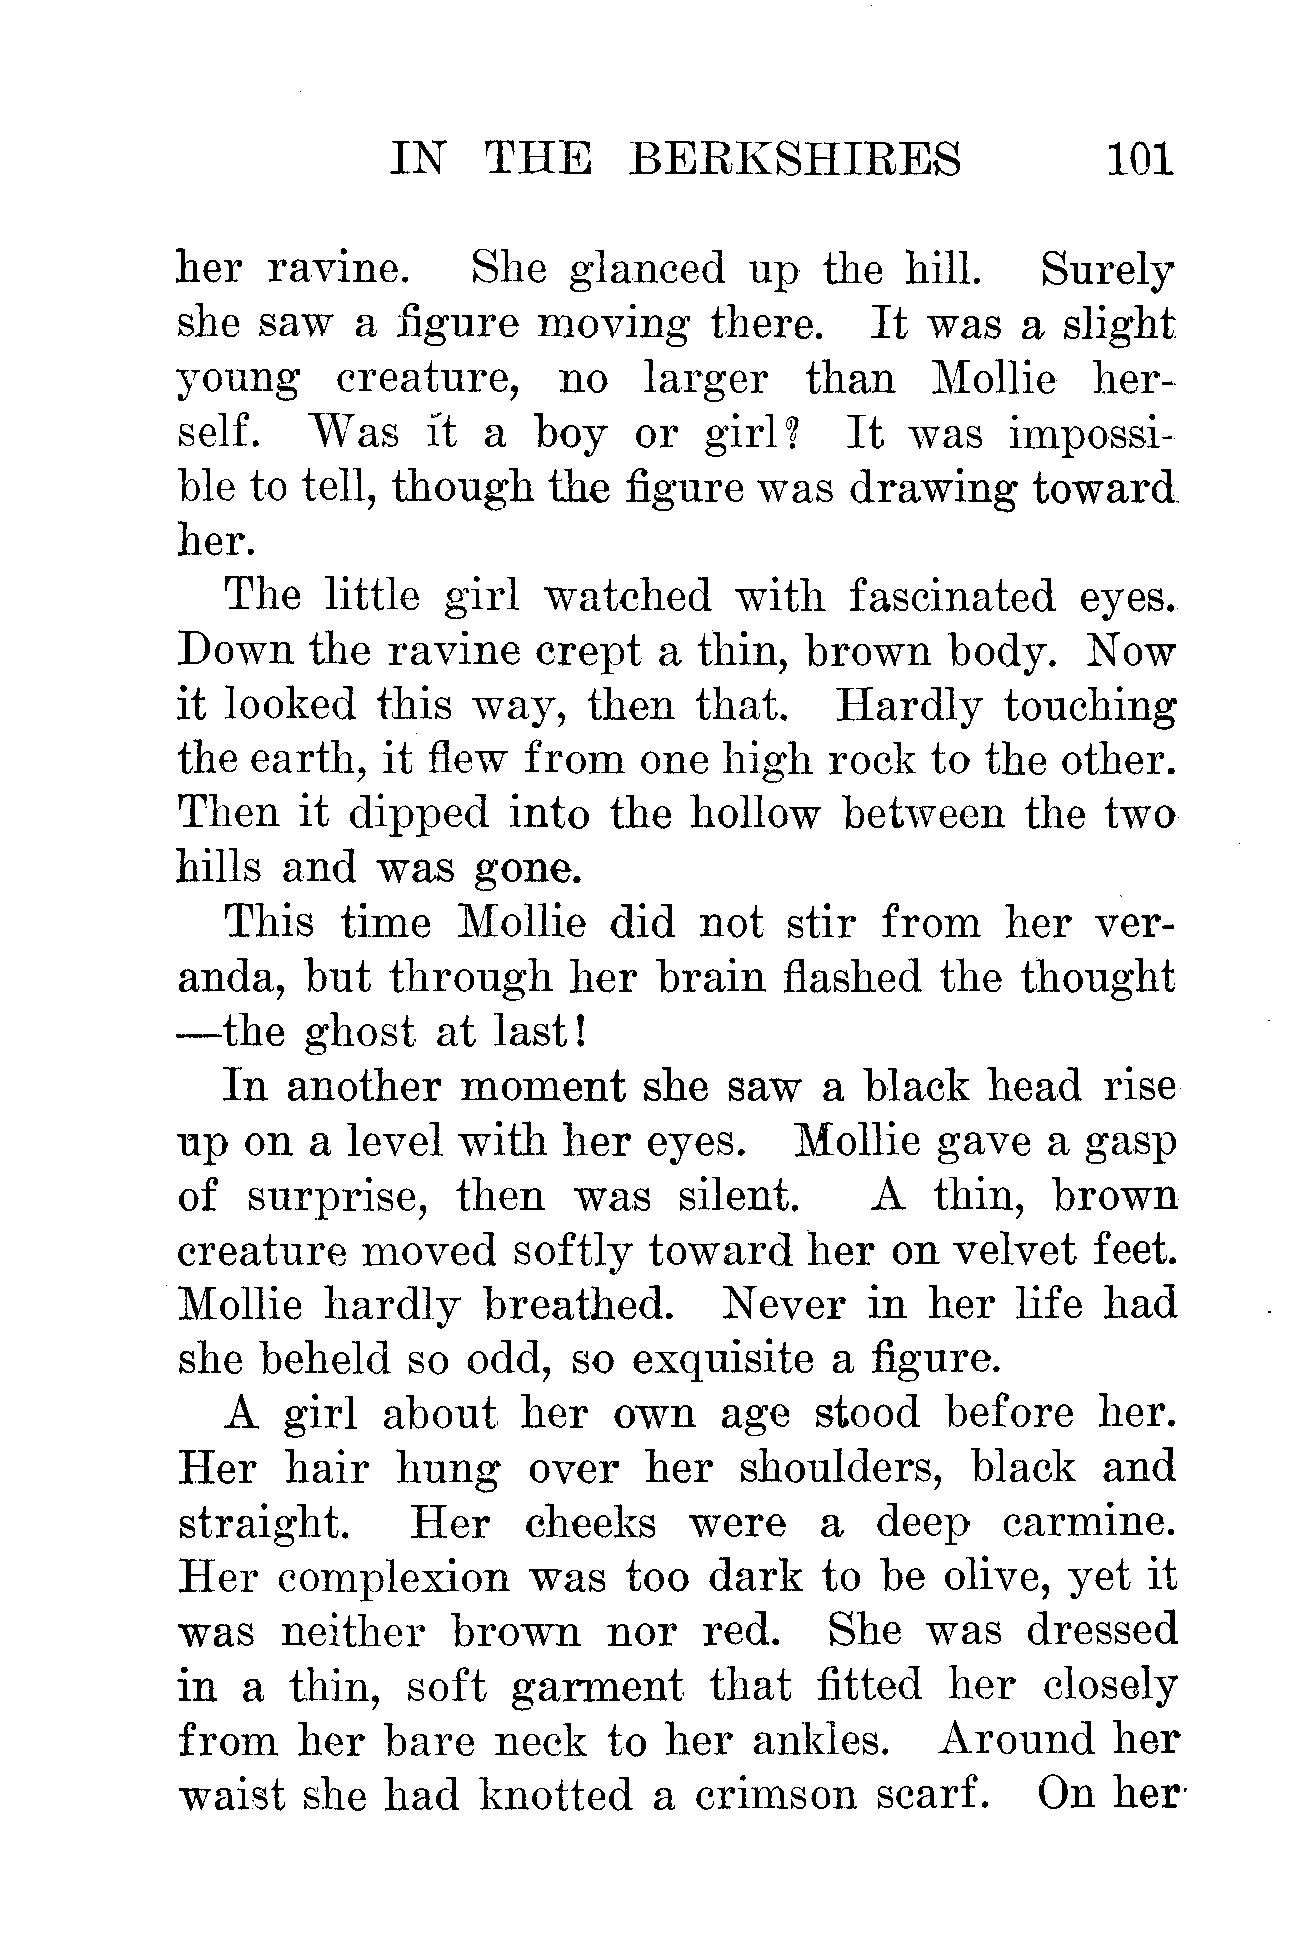 IN THE BERKSHIRES 101
her ravine. She glanced up the hill. Surely
she saw a figure moving there. It was a slight
young creature, no larger than Mollie her-
self. Was it a boy or girl? It was impossi-
ble to tell, though the figure was drawing toward
her.
The little girl watched with fascinated eyes.
Down the ravine crept a thin, brown body. Now
it looked this way, then that. Hardly touching
the earth, it flew from one high rock to the other.
Then it dipped into the hollow between the two
hills and was gone.
This time Mollie did not stir from her ver-
anda, but through her brain flashed the thought
—the ghost at last!
In another moment she saw a black head rise
up on a level with her eyes. Mollie gave a gasp
of surprise, then was silent. A thin, brown
creature moved softly toward her on velvet feet.
Mollie hardly breathed. Never in her life had
she beheld so odd, so exquisite a figure.
A girl about her own age stood before her.
Her hair hung over her shoulders, black and
straight. Her cheeks were a deep carmine.
Her complexion was too dark to be olive, yet it
was neither brown nor red. She was dressed
in a thin, soft garment that fitted her closely
from her bare neck to her ankles. Around her
waist she had knotted a crimson scarf. On her